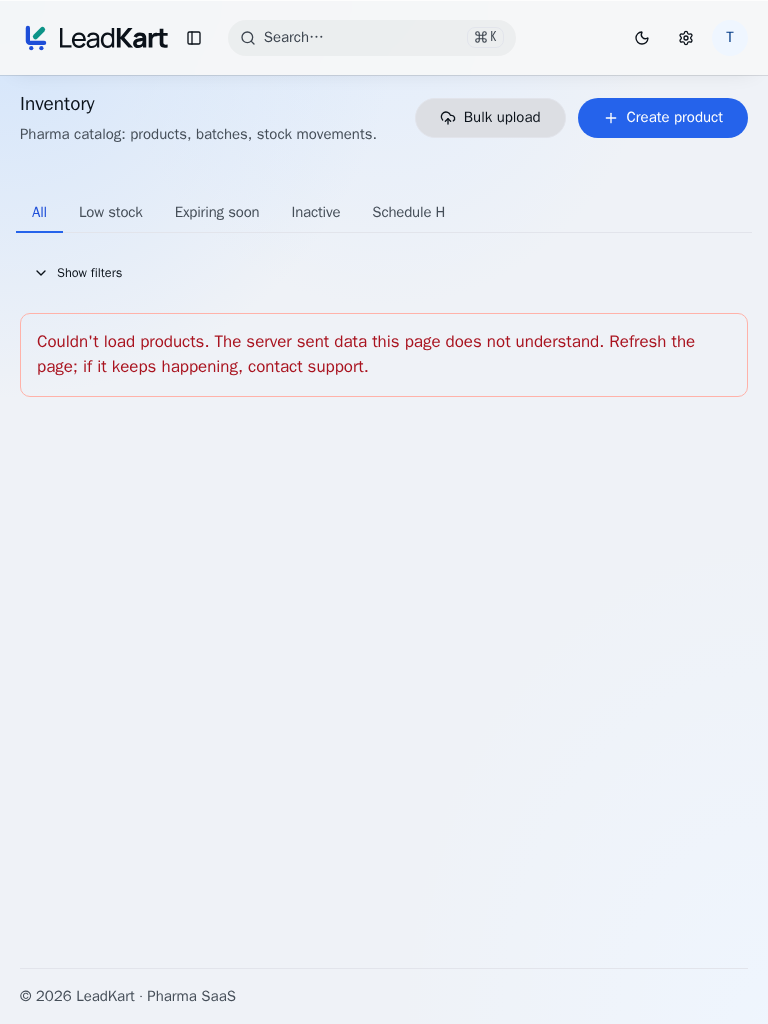 LeadKart
Search…
⌘K
T
Inventory
Pharma catalog: products, batches, stock movements.
Bulk upload
Create product
All
Low stock
Expiring soon
Inactive
Schedule H
Show filters
Couldn't load products. The server sent data this page does not understand. Refresh the
page; if it keeps happening, contact support.
© 2026 LeadKart · Pharma SaaS